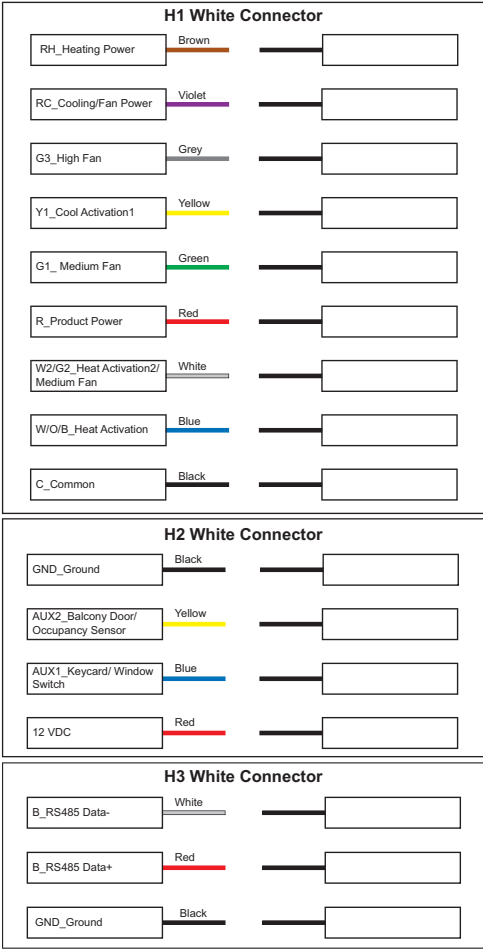 H1 White Connector
RH_Heating Power
Brown
RC_Cooling/Fan Power
Violet
G3_High Fan
Grey
Y1_Cool Activation1
Yellow
G1_ Medium Fan
Green
R_Product Power
Red
W2/G2_Heat Activation2/
Medium Fan
White
W/O/B_Heat Activation
Blue
C_Common
Black
H2 White Connector
GND_Ground
Black
AUX2_Balcony Door/
Occupancy Sensor
Yellow
AUX1_Keycard/ Window
Switch
Blue
12 VDC
Red
H3 White Connector
B_RS485 Data-
White
B_RS485 Data+
Red
GND_Ground
Black